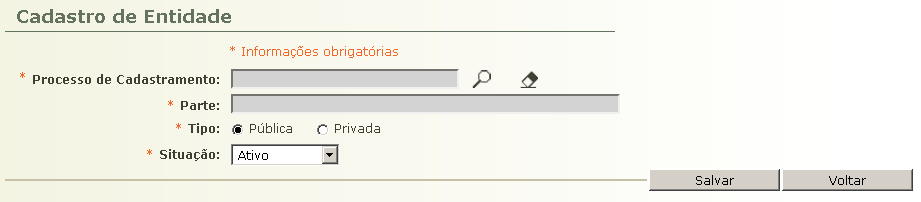 Cadastro de Entidade
* Informações obrigatórias
* Processo de Cadastramento:
* Parte:
* Tipo: Pública Privada
* Situação: Ativo
Salvar Voltar